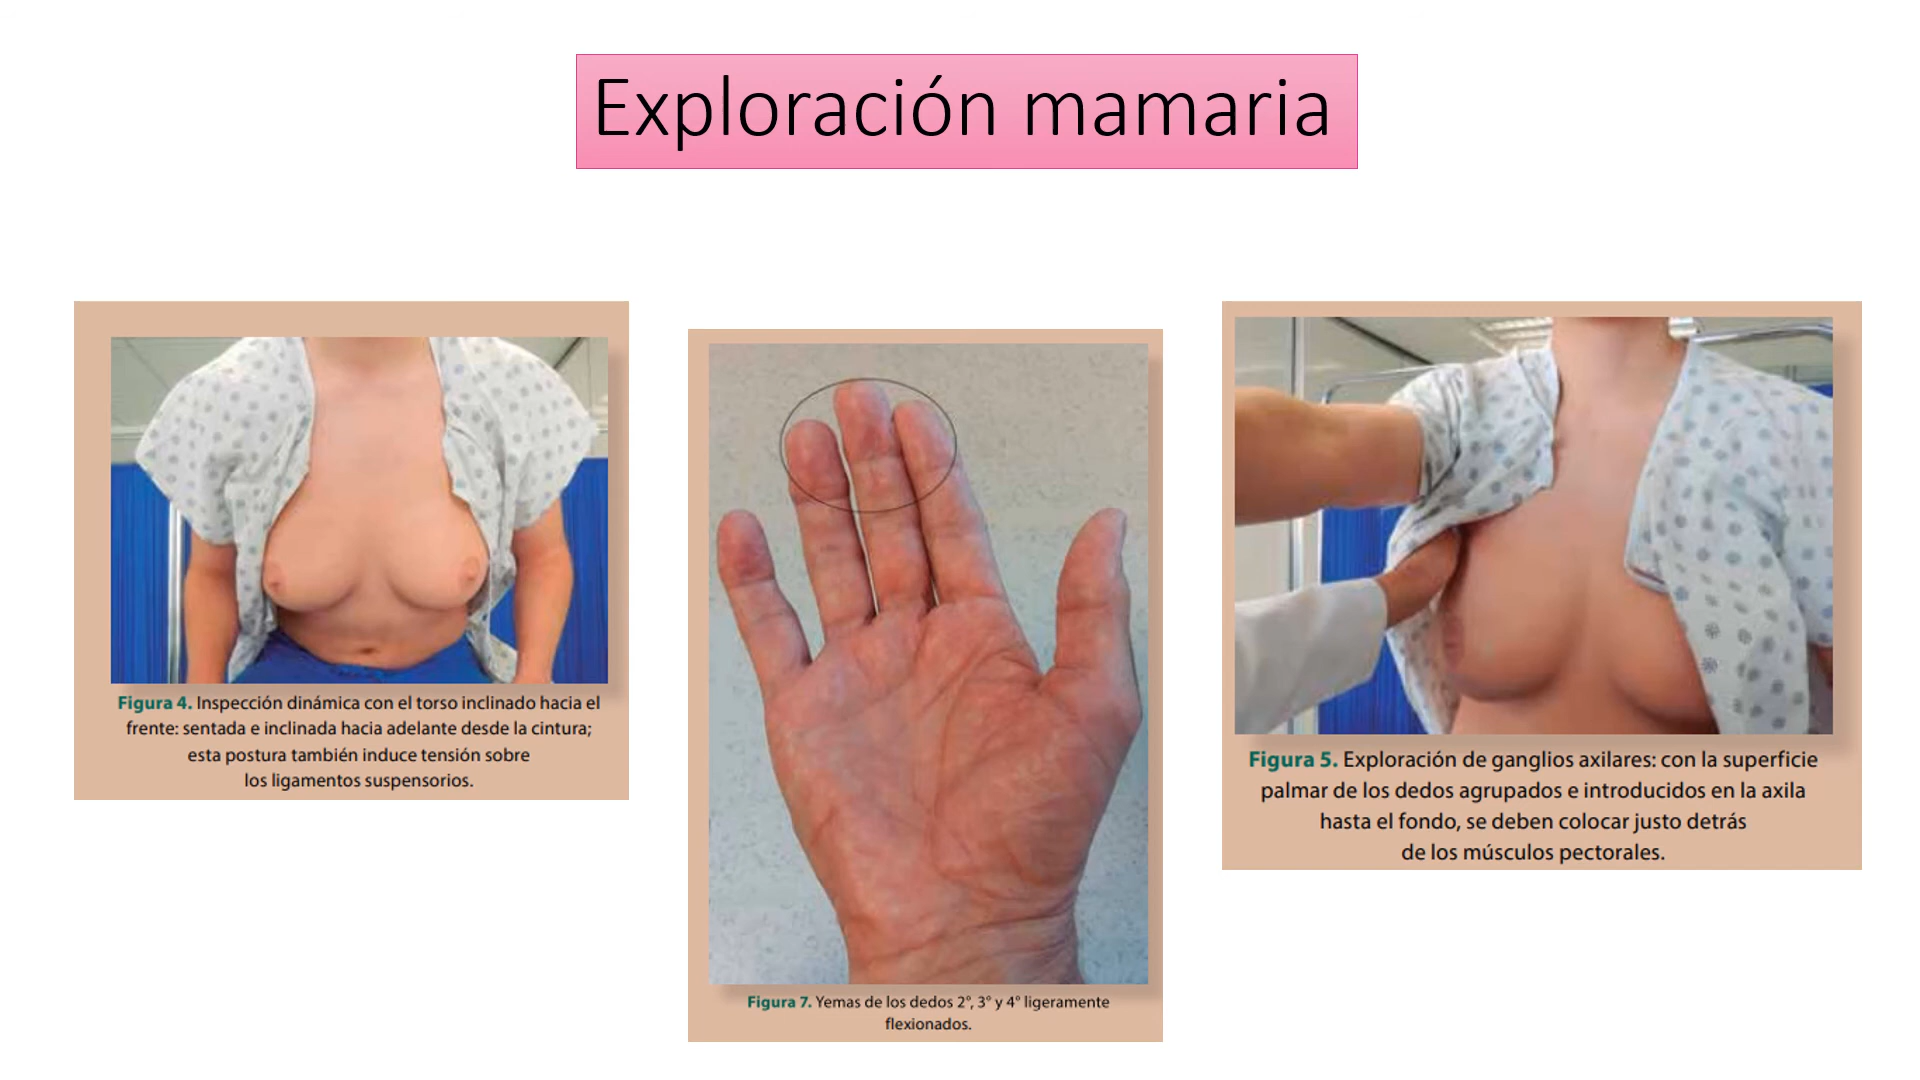 Exploración mamaria
Figura 4. Inspección dinámica con el torso inclinado hacia el
frente: sentada e inclinada hacia adelante desde la cintura;
esta postura también induce tensión sobre
los ligamentos suspensorios.
Figura 7. Yemas de los dedos 2°, 3° y 4° ligeramente
flexionados.
Figura 5. Exploración de ganglios axilares: con la superficie
palmar de los dedos agrupados e introducidos en la axila
hasta el fondo, se deben colocar justo detrás
de los músculos pectorales.